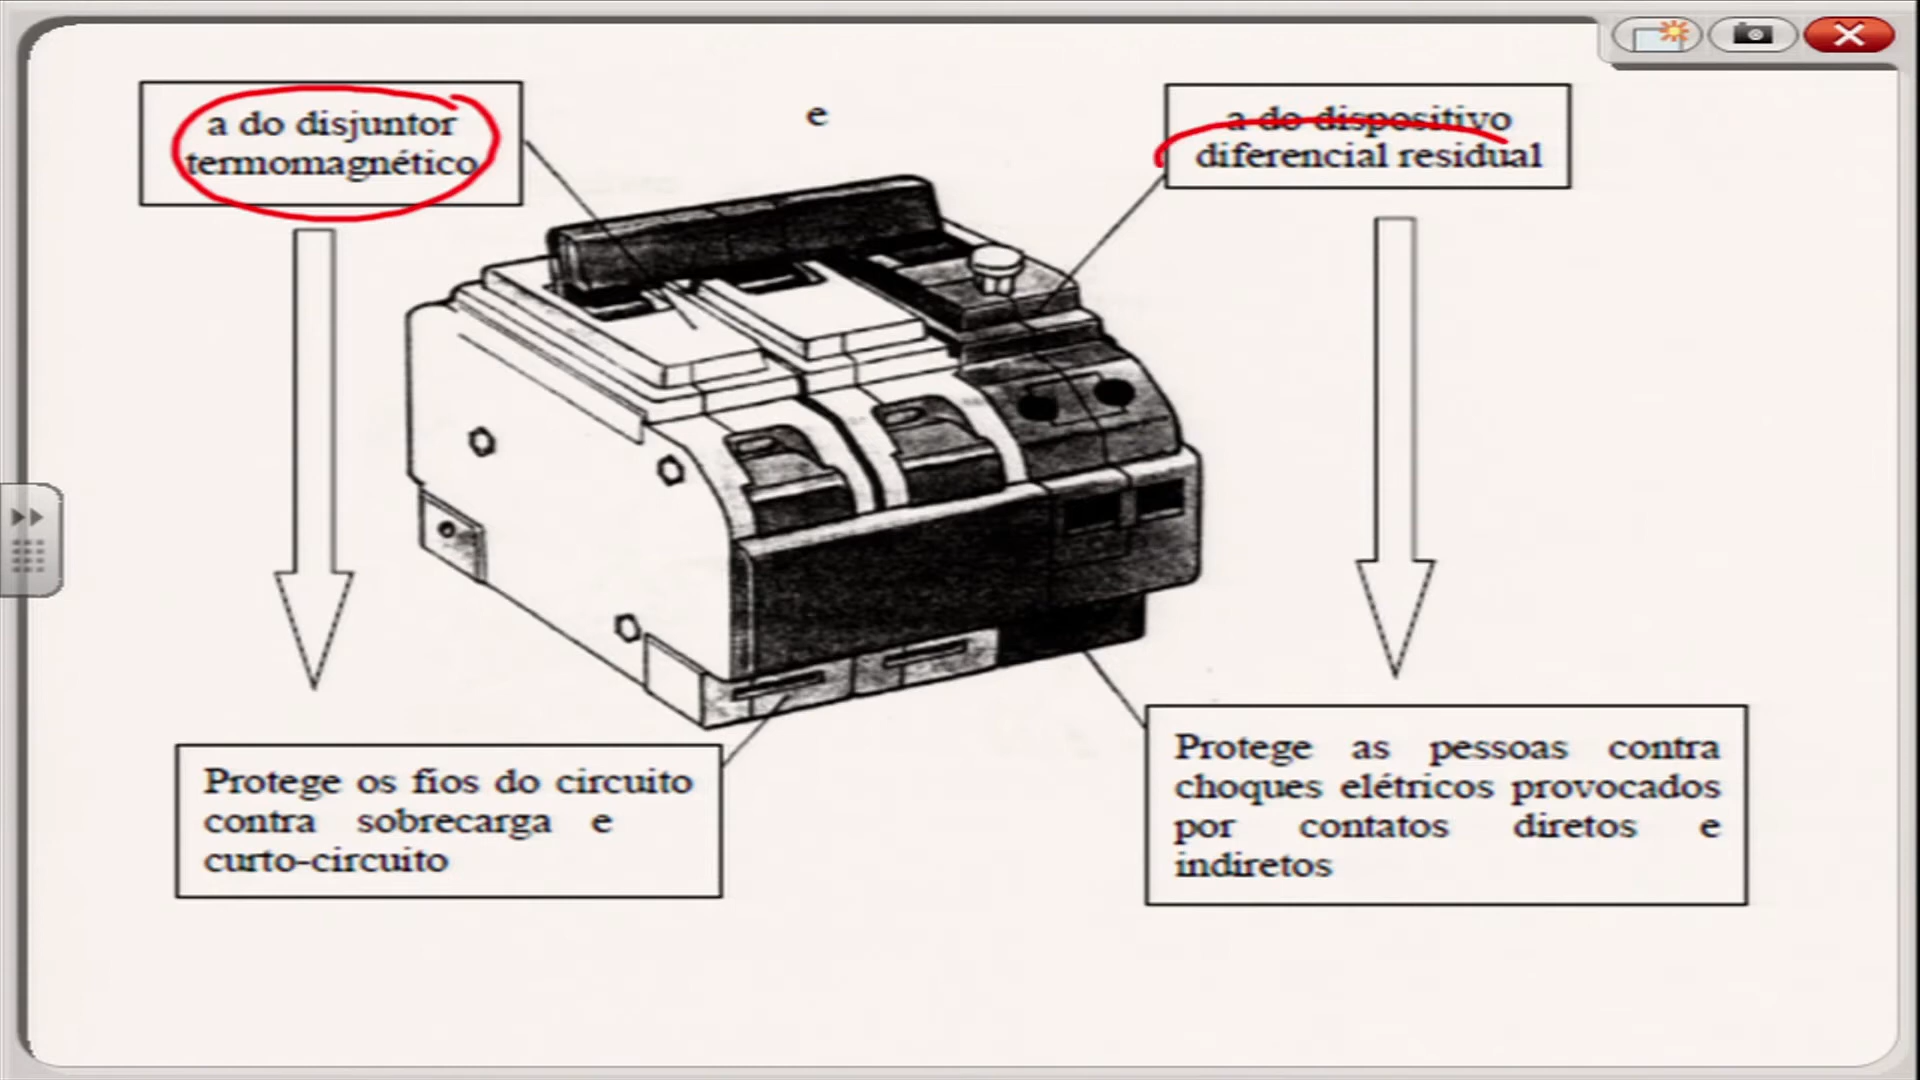 a do disjuntor
termomagnético
e
a do dispositivo
diferencial residual
Protege os fios do circuito
contra sobrecarga e
curto-circuito
Protege as pessoas contra
choques elétricos provocados
por contatos diretos e
indiretos